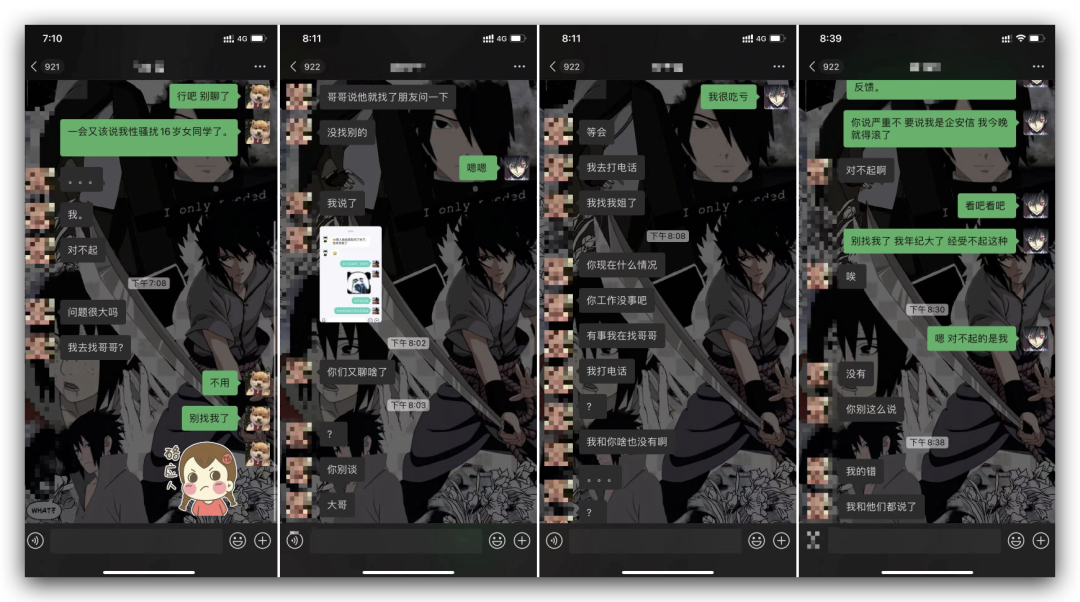 7:10
4G
921
行吧 别聊了
一会又该说我性骚扰16岁女同学了。
。。。
我。
对不起
下午7:08
问题很大吗
我去找哥哥?
不用
别找我了
膈应人
WHAT?
8:11
4G
922
哥哥说他就找了朋友问一下
没找别的
嗯嗯
我说了
下午8:02
你们又聊啥了
下午8:03
?
你别谈
大哥
I only
8:11
4G
922
我很吃亏
等会
我去打电话
我找我姐了
下午8:08
你现在什么情况
你工作没事吧
有事我在找哥哥
我打电话
?
我和你啥也没有啊
。。。
?
I only
8:39
922
反馈。
你说严重不 要说我是企安信 我今晚
就得滚了
对不起啊
看吧看吧
别找我了 我年纪大了 经受不起这种
唉
下午8:30
嗯 对不起的是我
没有
你别这么说
下午8:38
我的错
我和他们都说了